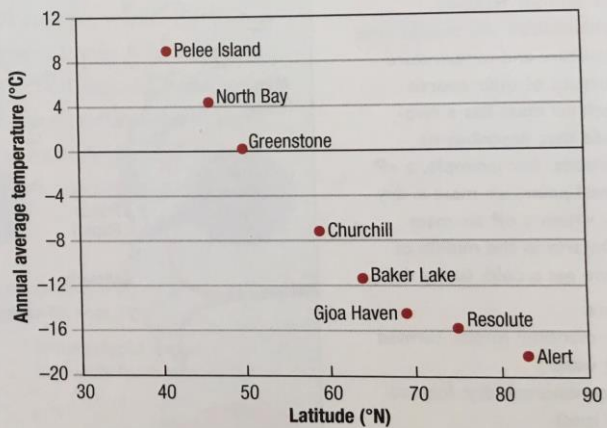 12
8
4
0
−4
−8
−12
−16
−20
Annual average temperature (°C)
Pelee Island
North Bay
Greenstone
Churchill
Baker Lake
Gjoa Haven
Resolute
Alert
30 40 50 60 70 80 90
Latitude (°N)